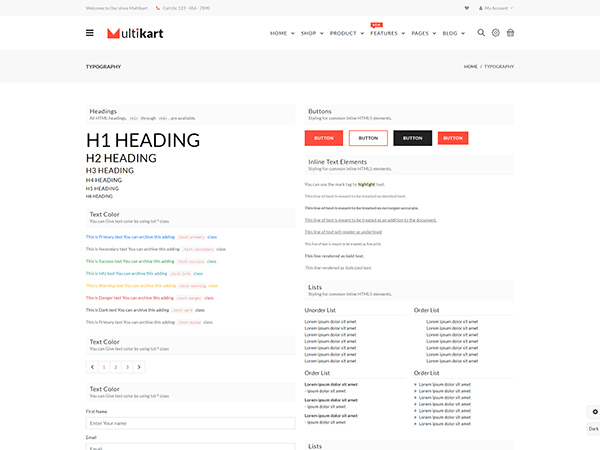 Welcome to Our store Multikart
Call Us: 123 - 456 - 7890
My Account
Multikart
HOME
SHOP
PRODUCT
NEW
FEATURES
PAGES
BLOG
TYPOGRAPHY
HOME / TYPOGRAPHY
Headings
All HTML headings, <h1> through <h6>, are available.
H1 HEADING
H2 HEADING
H3 HEADING
H4 HEADING
H5 HEADING
H6 HEADING
Text Color
You can Give text color by using txt-* class
This is Primary text You can archive this adding .text-primary class
This is Secondary text You can archive this adding .text-secondary class
This is Success text You can archive this adding .text-success class
This is Info text You can archive this adding .text-info class
This is Warning text You can archive this adding .text-warning class
This is Danger text You can archive this adding .text-danger class
This is Dark text You can archive this adding .text-dark class
This is Primary text You can archive this adding .text-muted class
Text Color
You can Give text color by using txt-* class
1 2 3
Text Color
You can Give text color by using txt-* class
First Name
Enter Your name
Email
Email
Buttons
Styling for common inline HTML5 elements.
BUTTON
BUTTON
BUTTON
BUTTON
Inline Text Elements
Styling for common inline HTML5 elements.
You can use the mark tag to highlight text.
This line of text is meant to be treated as deleted text.
This line of text is meant to be treated as no longer accurate.
This line of text is meant to be treated as an addition to the document.
This line of text will render as underlined
This line of text is meant to be treated as fine print.
This line rendered as bold text.
This line rendered as italicized text.
Lists
Styling for common inline HTML5 elements.
Unorder List
Lorem ipsum dolor sit amet
Lorem ipsum dolor sit amet
Lorem ipsum dolor sit amet
Lorem ipsum dolor sit amet
Lorem ipsum dolor sit amet
Lorem ipsum dolor sit amet
Lorem ipsum dolor sit amet
Order List
Lorem ipsum dolor sit amet
Lorem ipsum dolor sit amet
Lorem ipsum dolor sit amet
Lorem ipsum dolor sit amet
Lorem ipsum dolor sit amet
Lorem ipsum dolor sit amet
Lorem ipsum dolor sit amet
Order List
Lorem ipsum dolor sit amet
- Lorem ipsum dolor sit amet
Lorem ipsum dolor sit amet
- Lorem ipsum dolor sit amet
Lorem ipsum dolor sit amet
- Lorem ipsum dolor sit amet
Order List
Lorem ipsum dolor sit amet
Lorem ipsum dolor sit amet
Lorem ipsum dolor sit amet
Lorem ipsum dolor sit amet
Lorem ipsum dolor sit amet
Lorem ipsum dolor sit amet
Lists
Dark